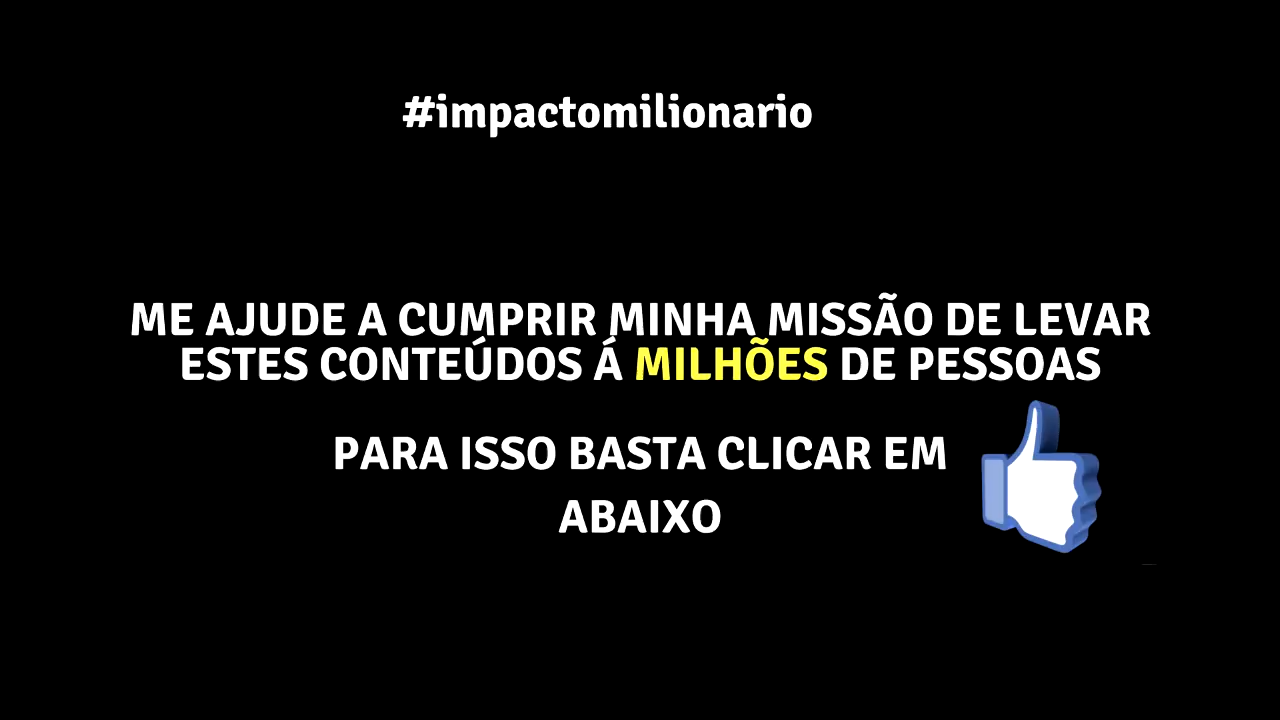 #impactomilionario
ME AJUDE A CUMPRIR MINHA MISSÃO DE LEVAR
ESTES CONTEÚDOS Á MILHÕES DE PESSOAS
PARA ISSO BASTA CLICAR EM
ABAIXO